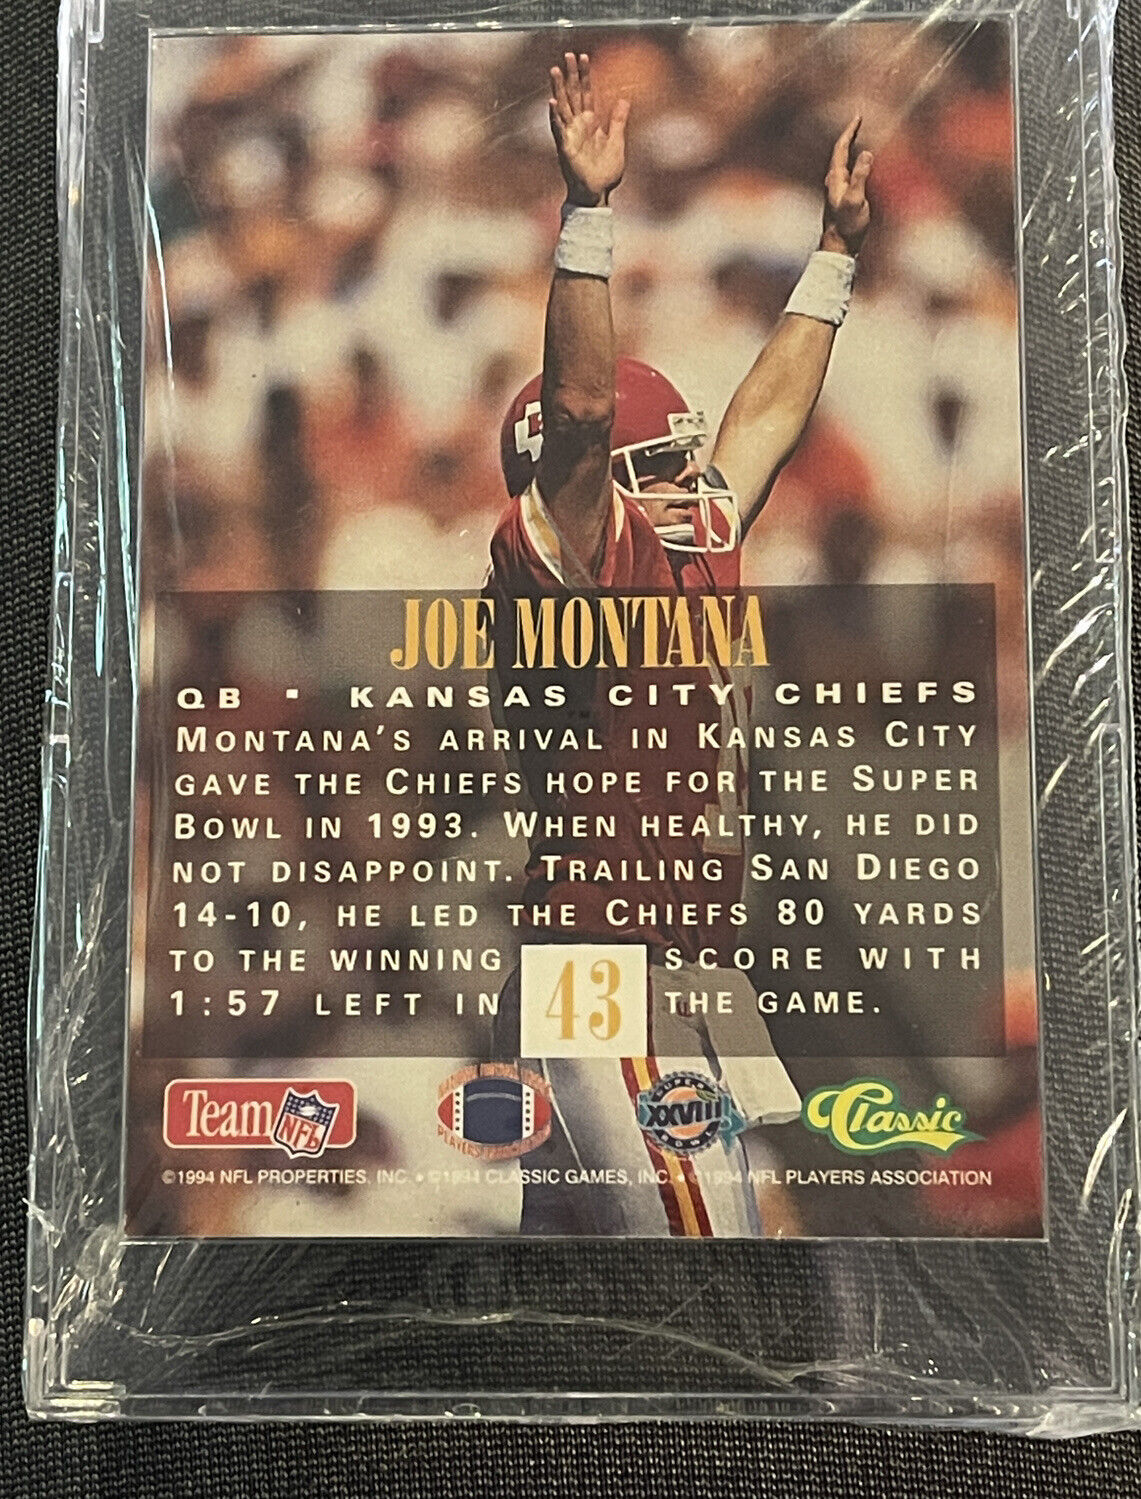 JOE MONTANA
QB ▪ KANSAS CITY CHIEFS
MONTANA'S ARRIVAL IN KANSAS CITY
GAVE THE CHIEFS HOPE FOR THE SUPER
BOWL IN 1993. WHEN HEALTHY, HE DID
NOT DISAPPOINT. TRAILING SAN DIEGO
14-10, HE LED THE CHIEFS 80 YARDS
TO THE WINNING SCORE WITH
1:57 LEFT IN THE GAME.
43
Team NFL
PLAYERS
SUPER XXVIII BOWL
Classic
©1994 NFL PROPERTIES, INC. • ©1994 CLASSIC GAMES, INC. • ©1994 NFL PLAYERS ASSOCIATION